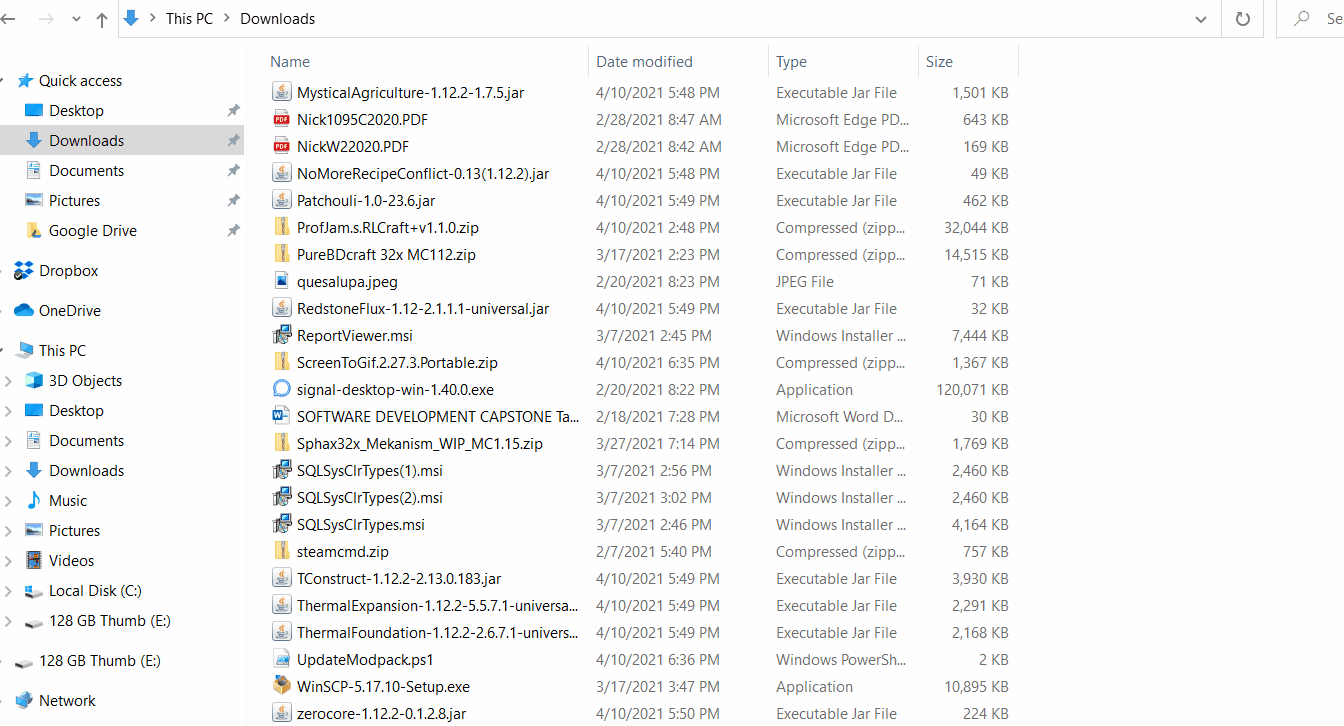 This PC > Downloads
Se
Name Date modified Type Size
Quick access
Desktop
Downloads
Documents
Pictures
Google Drive
Dropbox
OneDrive
This PC
3D Objects
Desktop
Documents
Downloads
Music
Pictures
Videos
Local Disk (C:)
128 GB Thumb (E:)
128 GB Thumb (E:)
Network
MysticalAgriculture-1.12.2-1.7.5.jar 4/10/2021 5:48 PM Executable Jar File 1,501 KB
PDF Nick1095C2020.PDF 2/28/2021 8:47 AM Microsoft Edge PD... 643 KB
PDF NickW22020.PDF 2/28/2021 8:42 AM Microsoft Edge PD... 169 KB
NoMoreRecipeConflict-0.13(1.12.2).jar 4/10/2021 5:48 PM Executable Jar File 49 KB
Patchouli-1.0-23.6.jar 4/10/2021 5:49 PM Executable Jar File 462 KB
ProfJam.s.RLCraft+v1.1.0.zip 4/10/2021 2:48 PM Compressed (zipp... 32,044 KB
PureBDcraft 32x MC112.zip 3/17/2021 2:23 PM Compressed (zipp... 14,515 KB
quesalupa.jpeg 2/20/2021 8:23 PM JPEG File 71 KB
RedstoneFlux-1.12-2.1.1.1-universal.jar 4/10/2021 5:49 PM Executable Jar File 32 KB
ReportViewer.msi 3/7/2021 2:45 PM Windows Installer ... 7,444 KB
ScreenToGif.2.27.3.Portable.zip 4/10/2021 6:35 PM Compressed (zipp... 1,367 KB
signal-desktop-win-1.40.0.exe 2/20/2021 8:22 PM Application 120,071 KB
W SOFTWARE DEVELOPMENT CAPSTONE Ta... 2/18/2021 7:28 PM Microsoft Word D... 30 KB
Sphax32x_Mekanism_WIP_MC1.15.zip 3/27/2021 7:14 PM Compressed (zipp... 1,769 KB
SQLSysClrTypes(1).msi 3/7/2021 2:56 PM Windows Installer ... 2,460 KB
SQLSysClrTypes(2).msi 3/7/2021 3:02 PM Windows Installer ... 2,460 KB
SQLSysClrTypes.msi 3/7/2021 2:46 PM Windows Installer ... 4,164 KB
steamcmd.zip 2/7/2021 5:40 PM Compressed (zipp... 757 KB
TConstruct-1.12.2-2.13.0.183.jar 4/10/2021 5:49 PM Executable Jar File 3,930 KB
ThermalExpansion-1.12.2-5.5.7.1-universa... 4/10/2021 5:49 PM Executable Jar File 2,291 KB
ThermalFoundation-1.12.2-2.6.7.1-univers... 4/10/2021 5:49 PM Executable Jar File 2,168 KB
UpdateModpack.ps1 4/10/2021 6:36 PM Windows PowerSh... 2 KB
WinSCP-5.17.10-Setup.exe 3/17/2021 3:47 PM Application 10,895 KB
zerocore-1.12.2-0.1.2.8.jar 4/10/2021 5:50 PM Executable Jar File 224 KB